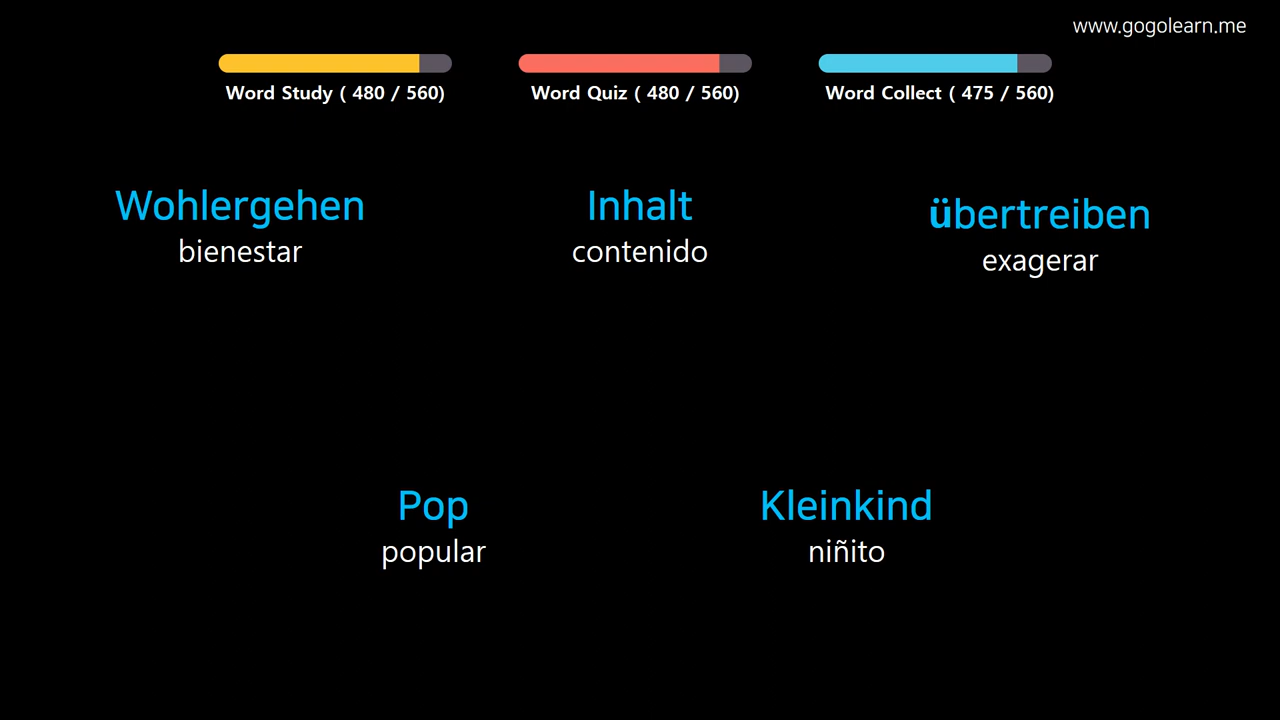 www.gogolearn.me
Word Study ( 480 / 560)
Word Quiz ( 480 / 560)
Word Collect ( 475 / 560)
Wohlergehen
bienestar
Inhalt
contenido
übertreiben
exagerar
Pop
popular
Kleinkind
niñito